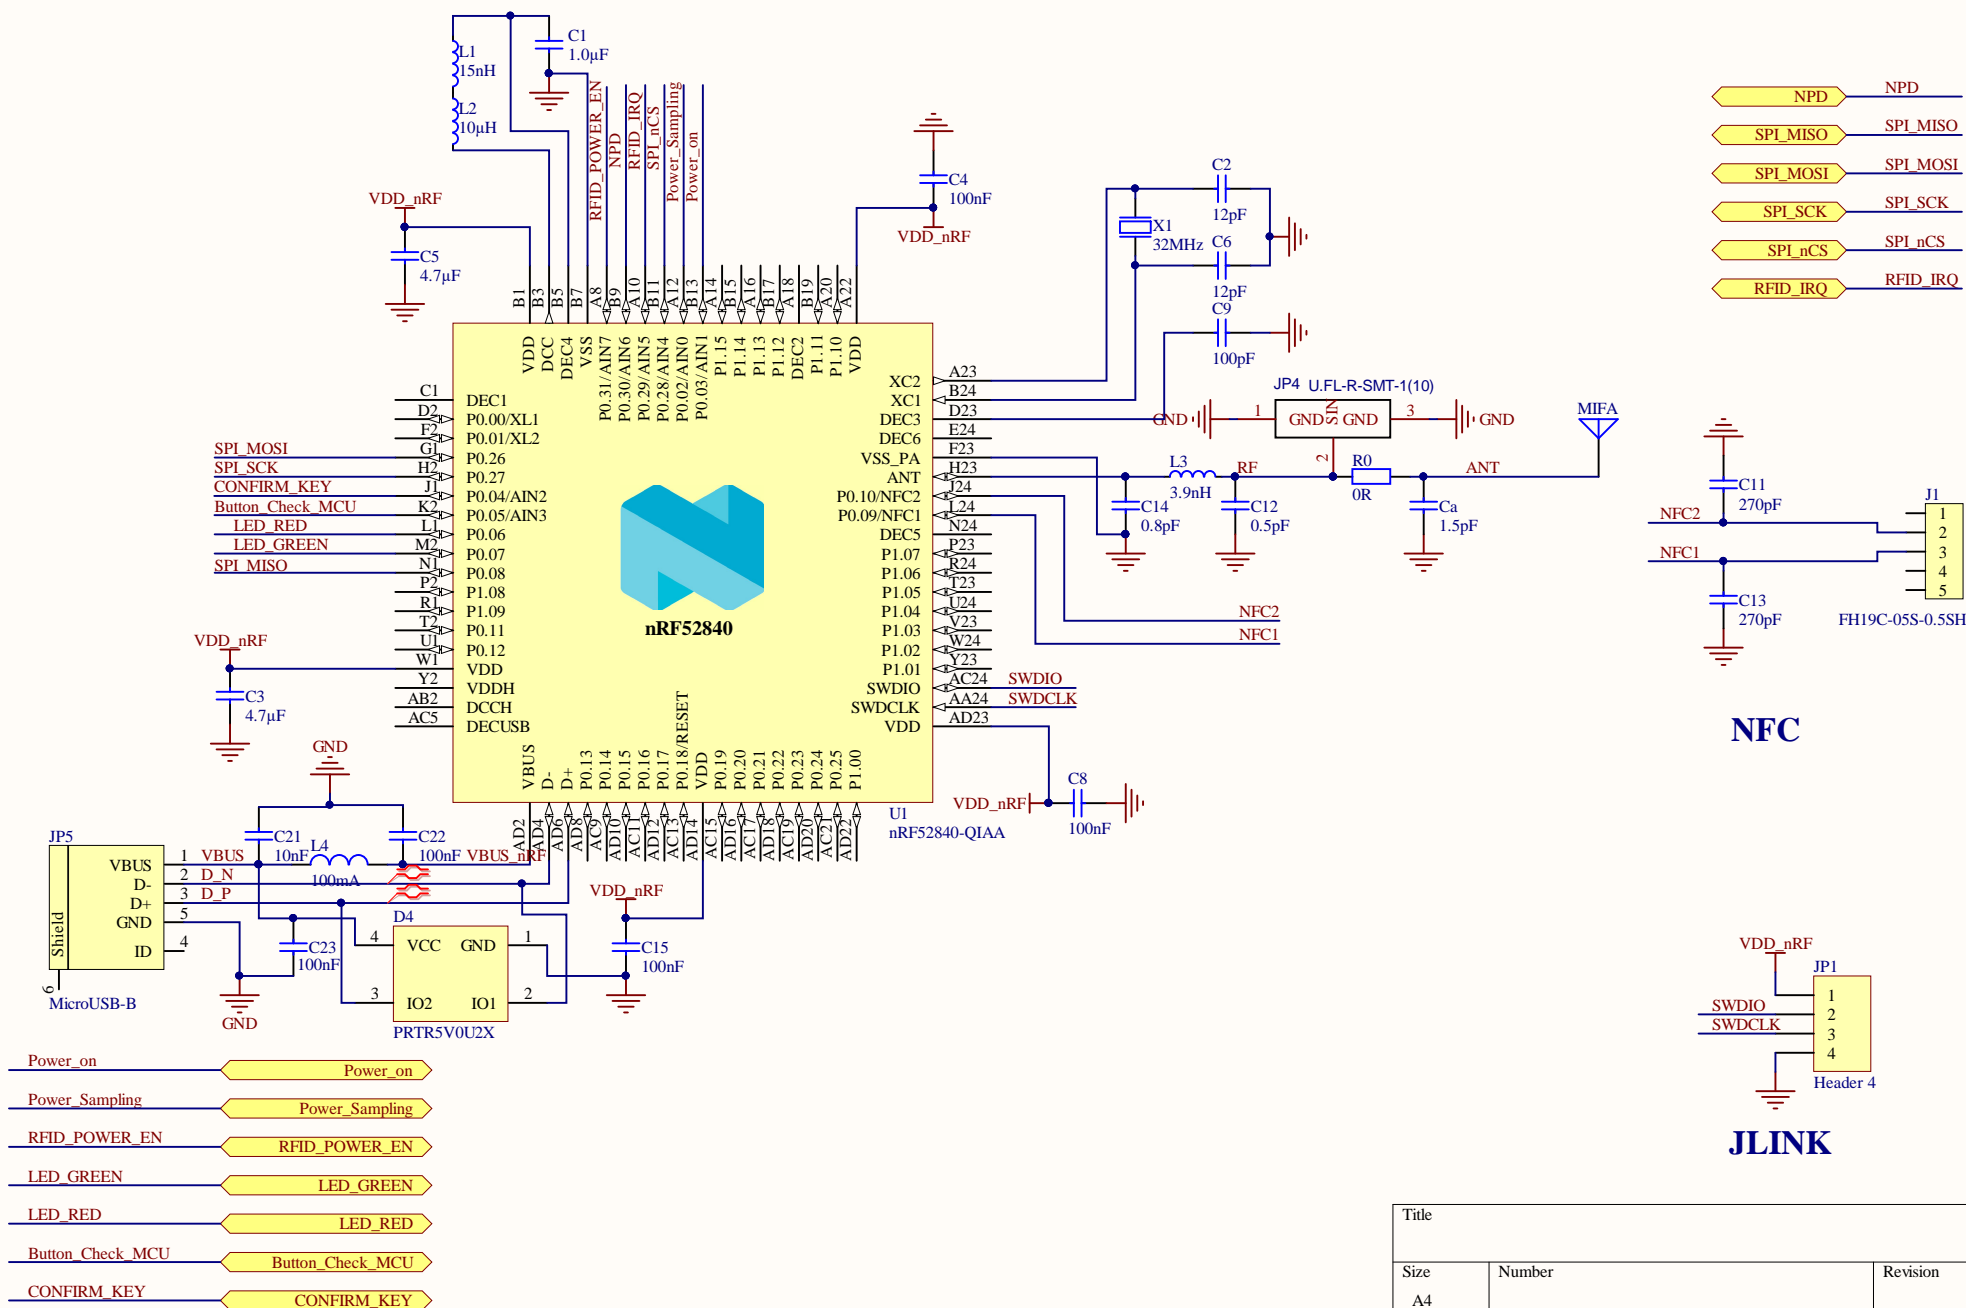 L1
15nH
L2
10µH
C1
1.0µF
RFID_POWER_EN
NPD
RFID_IRQ
SPI_nCS
Power_Sampling
Power_on
C4
100nF
VDD_nRF
VDD_nRF
C5
4.7µF
C2
12pF
X1
32MHz
C6
12pF
C9
100pF
NPD NPD
SPI_MISO SPI_MISO
SPI_MOSI SPI_MOSI
SPI_SCK SPI_SCK
SPI_nCS SPI_nCS
RFID_IRQ RFID_IRQ
B1 B3 B5 B7 A8 B9 A10 B11 A12 B13 A14 B15 A16 B17 A18 B19 A20 A22
VDD DCC DEC4 VSS P0.31/AIN7 P0.30/AIN6 P0.29/AIN5 P0.28/AIN4 P0.02/AIN0 P0.03/AIN1 P1.15 P1.14 P1.13 P1.12 DEC2 P1.11 P1.10 VDD
C1 DEC1
D2 P0.00/XL1
F2 P0.01/XL2
SPI_MOSI G1 P0.26
SPI_SCK H2 P0.27
CONFIRM_KEY J1 P0.04/AIN2
Button_Check_MCU K2 P0.05/AIN3
LED_RED L1 P0.06
LED_GREEN M2 P0.07
SPI_MISO N1 P0.08
P2 P1.08
R1 P1.09
T2 P0.11
U1 P0.12
W1 VDD
Y2 VDDH
AB2 DCCH
AC5 DECUSB
nRF52840
XC2 A23
XC1 B24
DEC3 D23
DEC6 E24
VSS_PA F23
ANT H23
P0.10/NFC2 J24
P0.09/NFC1 L24
DEC5 N24
P1.07 P23
P1.06 R24
P1.05 T23
P1.04 U24
P1.03 V23
P1.02 W24
P1.01 Y23
SWDIO AC24 SWDIO
SWDCLK AA24 SWDCLK
VDD AD23
NFC2
NFC1
JP4 U.FL-R-SMT-1(10)
GND 1 GND SIN GND 3 GND
2
L3
3.9nH
RF
R0
0R
ANT
MIFA
C14
0.8pF
C12
0.5pF
Ca
1.5pF
C11
270pF
NFC2
NFC1
C13
270pF
J1
1
2
3
4
5
FH19C-05S-0.5SH
NFC
VDD_nRF
C3
4.7µF
VBUS D- D+ P0.13 P0.14 P0.15 P0.16 P0.17 P0.18/RESET VDD P0.19 P0.20 P0.21 P0.22 P0.23 P0.24 P0.25 P1.00
AD2 AD4 AD6 AD8 AC9 AD10 AC11 AD12 AC13 AD14 AC15 AD16 AC17 AD18 AC19 AD20 AC21 AD22
U1
nRF52840-QIAA
VDD_nRF
C8
100nF
GND
C21
10nF
L4
100mA
C22
100nF
VBUS_nRF
JP5
Shield
VBUS 1 VBUS
D- 2 D_N
D+ 3 D_P
GND 5
ID 4
6
MicroUSB-B
C23
100nF
GND
D4
4 VCC GND 1
3 IO2 IO1 2
PRTR5V0U2X
VDD_nRF
C15
100nF
VDD_nRF
JP1
1
SWDIO 2
SWDCLK 3
4
Header 4
JLINK
Power_on Power_on
Power_Sampling Power_Sampling
RFID_POWER_EN RFID_POWER_EN
LED_GREEN LED_GREEN
LED_RED LED_RED
Button_Check_MCU Button_Check_MCU
CONFIRM_KEY CONFIRM_KEY
Title
Size Number Revision
A4